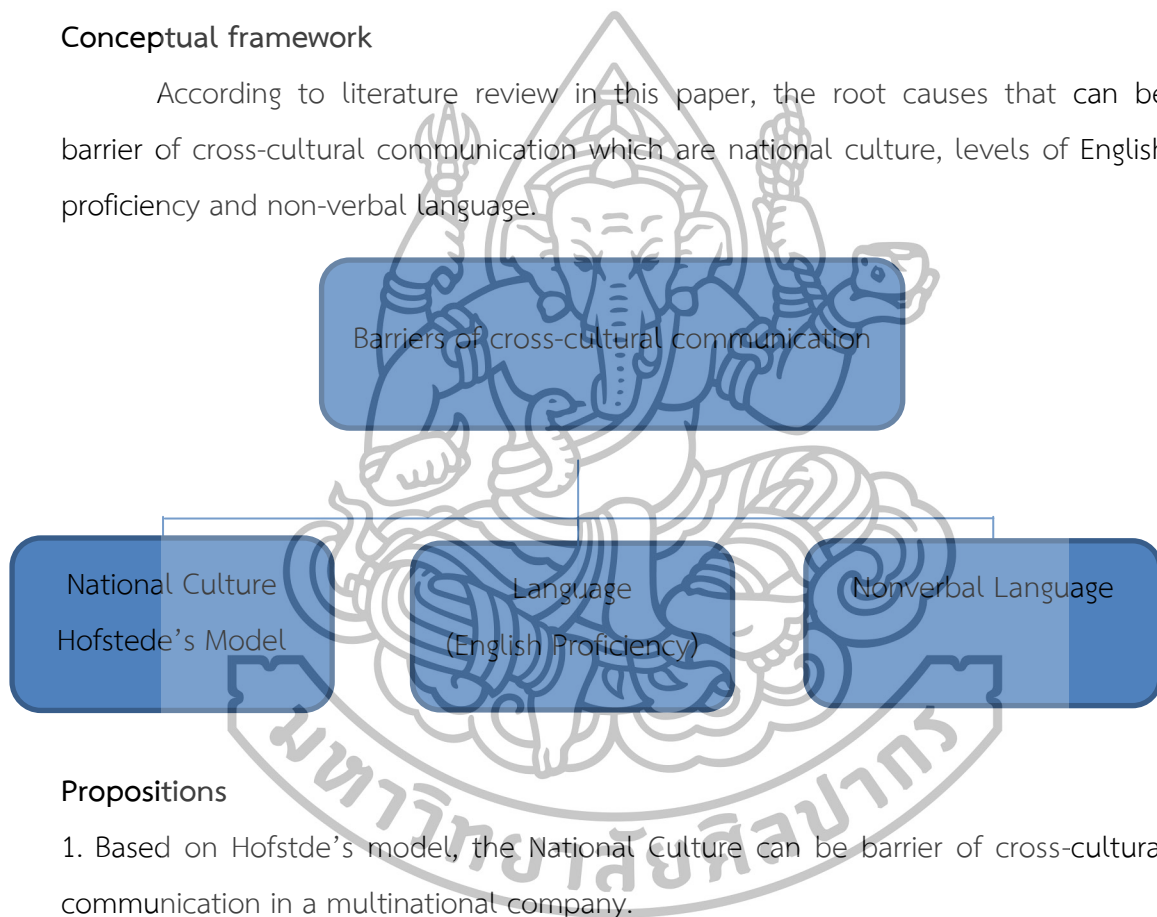 Conceptual framework
According to literature review in this paper, the root causes that can be
barrier of cross-cultural communication which are national culture, levels of English
proficiency and non-verbal language.
Barriers of cross-cultural communication
National Culture
Hofstede’s Model
Language
(English Proficiency)
Nonverbal Language
มหาวิทยาลัยศิลปากร
Propositions
1. Based on Hofstde’s model, the National Culture can be barrier of cross-cultura
communication in a multinational company.